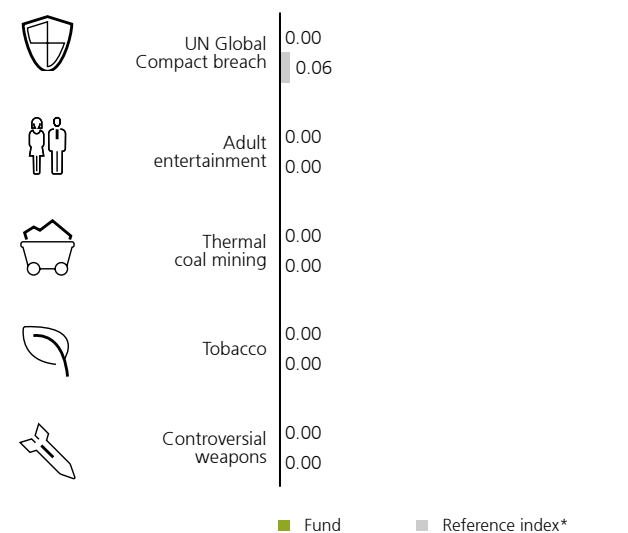 UN Global
Compact breach
0.00
0.06
Adult
entertainment
0.00
0.00
Thermal
coal mining
0.00
0.00
Tobacco
0.00
0.00
Controversial
weapons
0.00
0.00
Fund
Reference index*